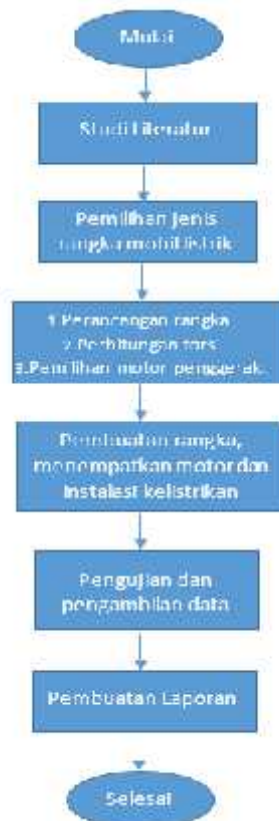 Mulai
Studi Literatur
Pemilihan jenis
rangka mobil listrik
1.Perancangan rangka
2.Perhitungan torsi
3.Pemilihan motor penggerak
Pembuatan rangka,
menempatkan motor dan
instalasi kelistrikan
Pengujian dan
pengambilan data
Pembuatan Laporan
Selesai